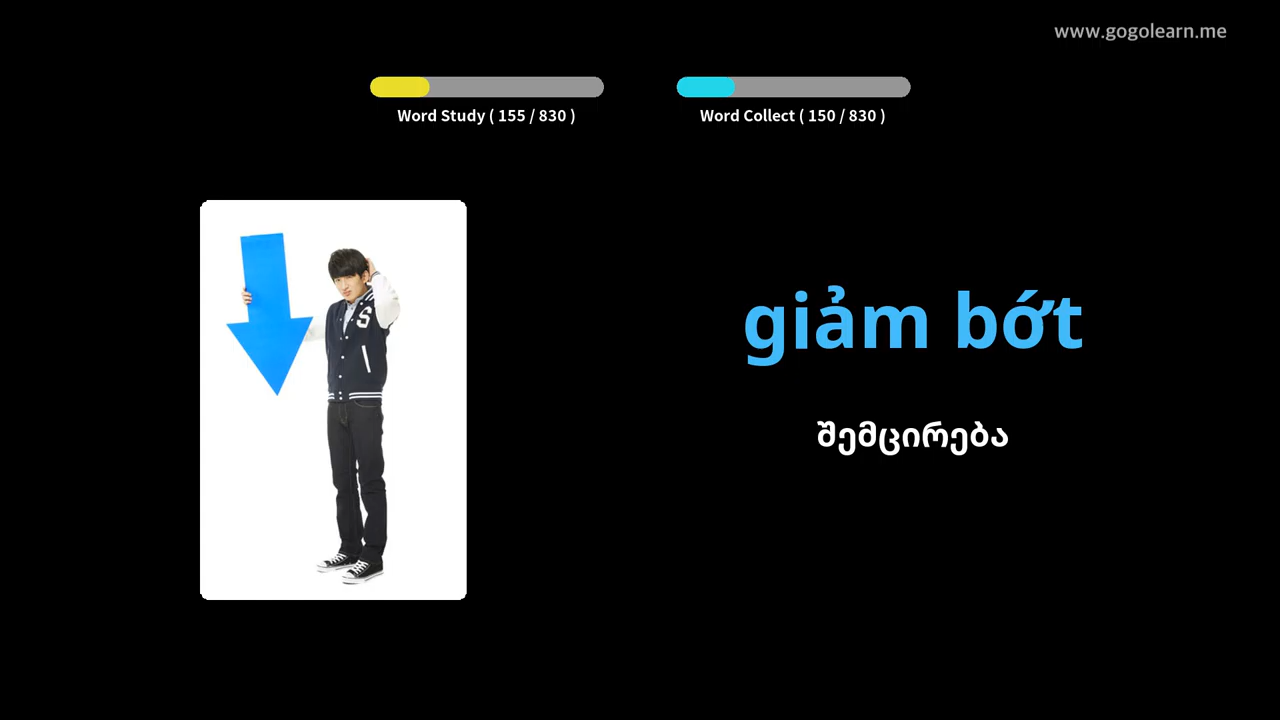 www.gogolearn.me
Word Study ( 155 / 830 )
Word Collect ( 150 / 830 )
S
giảm bớt
შემცირება